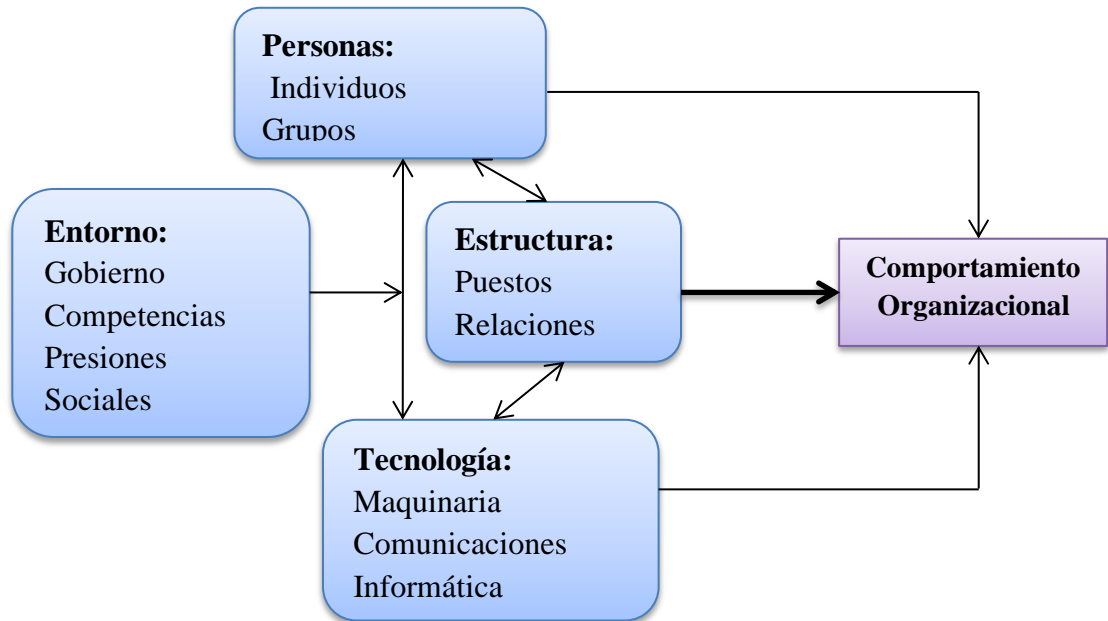 Personas:
Individuos
Grupos
Entorno:
Gobierno
Competencias
Presiones
Sociales
Estructura:
Puestos
Relaciones
Tecnología:
Maquinaria
Comunicaciones
Informática
Comportamiento
Organizacional